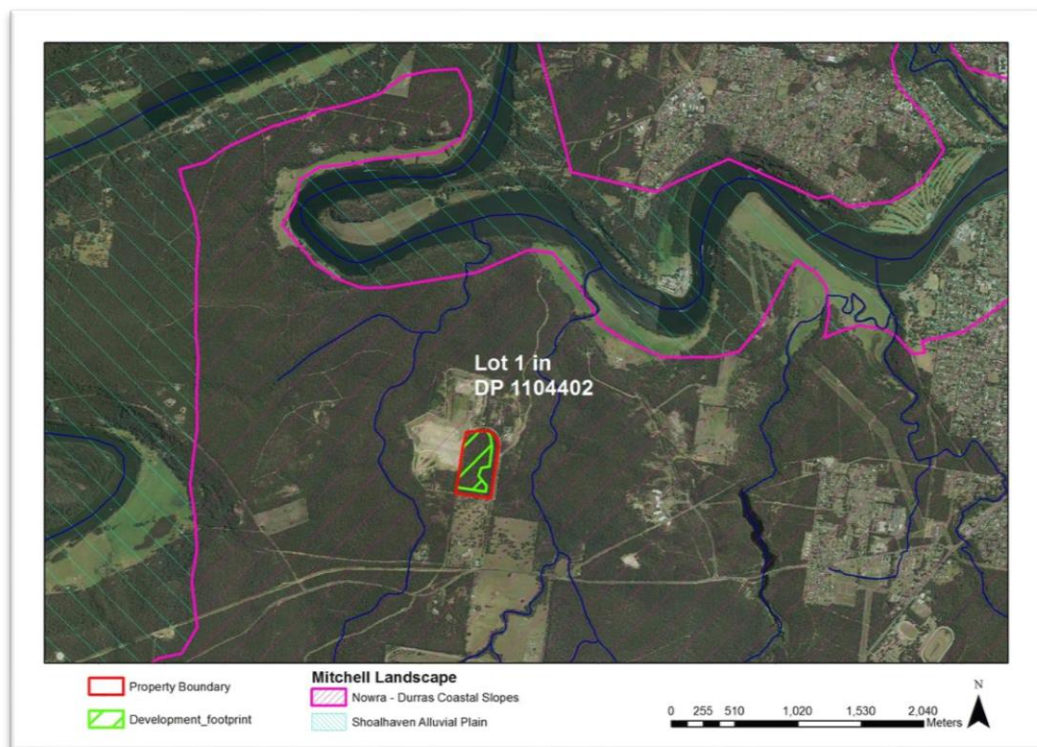 Lot 1 in
DP 1104402
Property Boundary
Development_footprint
Mitchell Landscape
Nowra - Durras Coastal Slopes
Shoalhaven Alluvial Plain
0 255 510 1,020 1,530 2,040
Meters
N